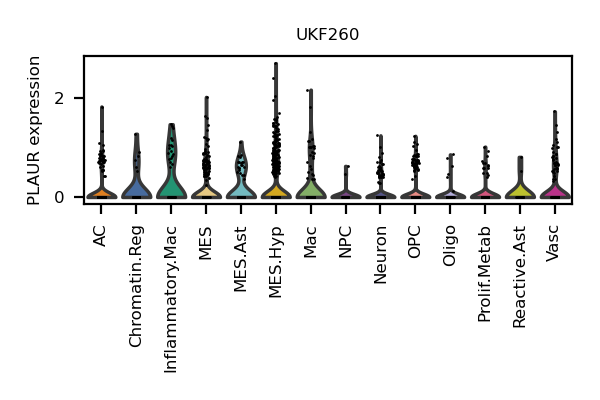 UKF260
PLAUR expression
2
0
AC
Chromatin.Reg
Inflammatory.Mac
MES
MES.Ast
MES.Hyp
Mac
NPC
Neuron
OPC
Oligo
Prolif.Metab
Reactive.Ast
Vasc